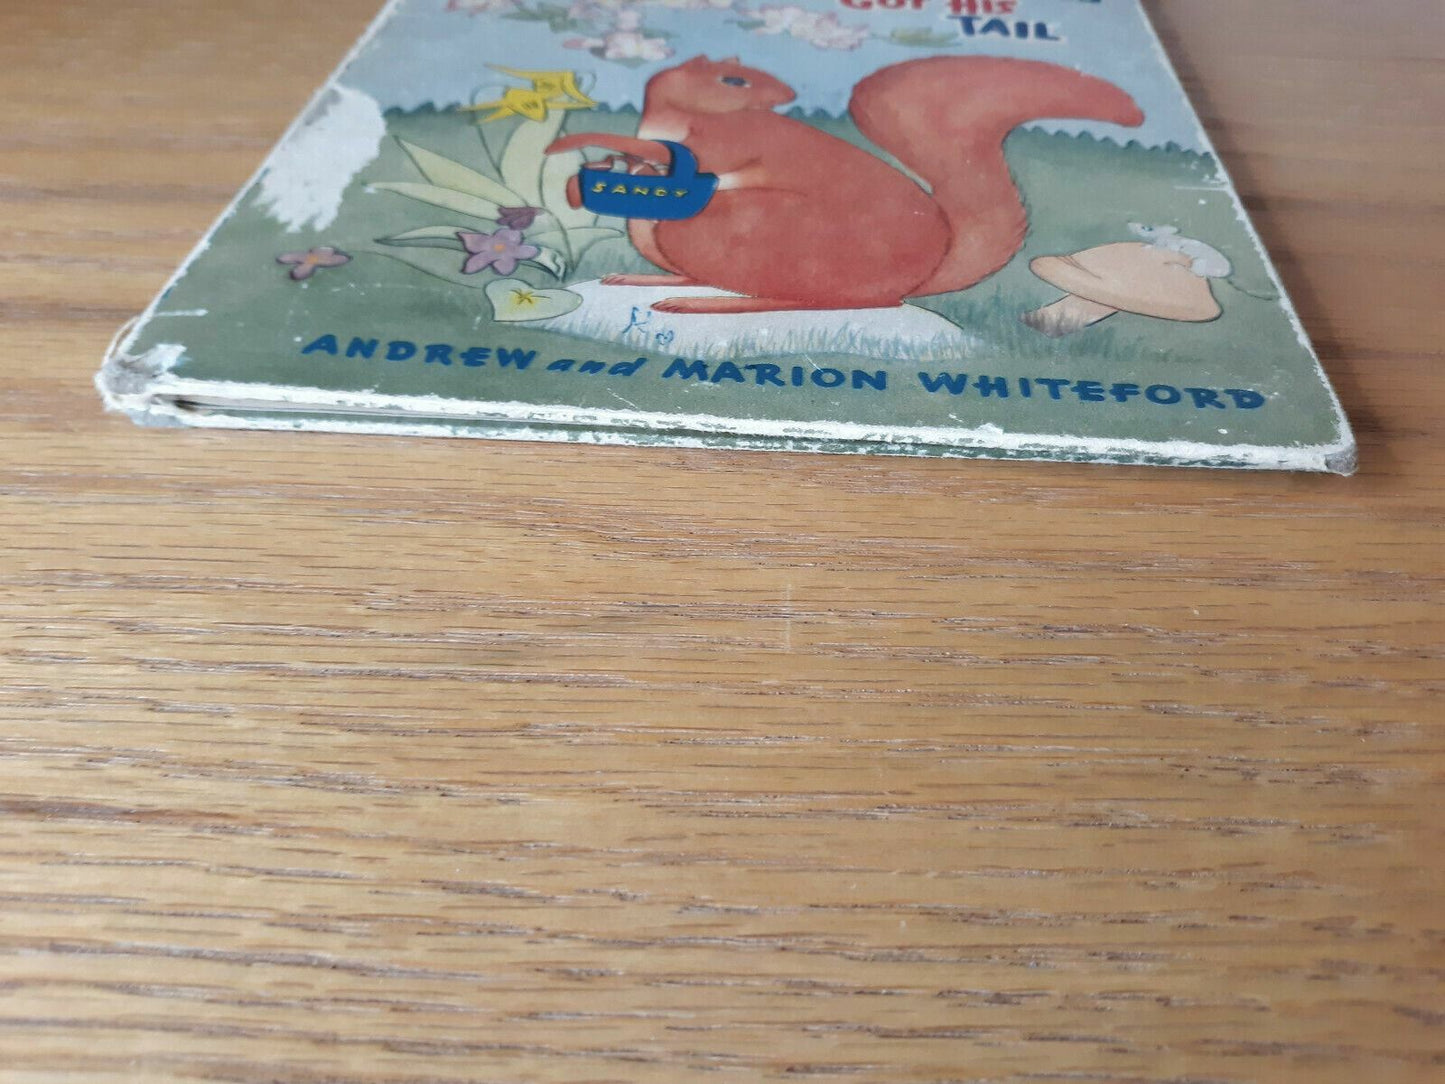 GOT HIS
TAIL
SANDY
ANDREW and MARION WHITEFORD